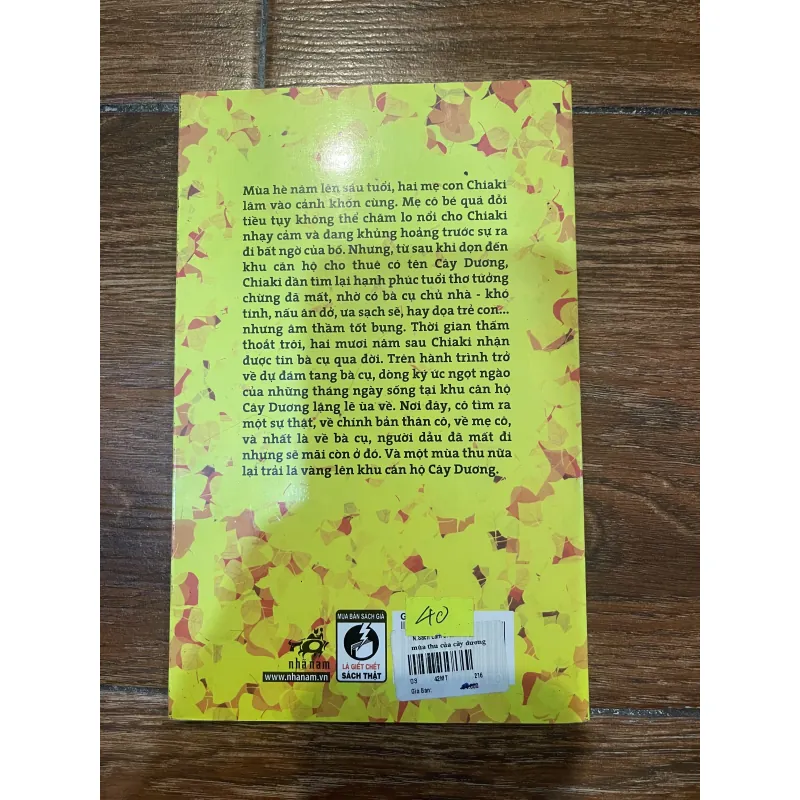 Mùa hè năm lên sáu tuổi, hai mẹ con Chiaki
lâm vào cảnh khốn cùng. Mẹ cô bé quá đỗi
tiều tụy không thể chăm lo nổi cho Chiaki
nhạy cảm và đang khủng hoảng trước sự ra
đi bất ngờ của bố. Nhưng, từ sau khi dọn đến
khu căn hộ cho thuê có tên Cây Dương,
Chiaki dần tìm lại hạnh phúc tuổi thơ tưởng
chừng đã mất, nhờ có bà cụ chủ nhà - khó
tính, nấu ăn dở, ưa sạch sẽ, hay dọa trẻ con...
nhưng âm thầm tốt bụng. Thời gian thấm
thoắt trôi, hai mươi năm sau Chiaki nhận
được tin bà cụ qua đời. Trên hành trình trở
về dự đám tang bà cụ, dòng ký ức ngọt ngào
của những tháng ngày sống tại khu căn hộ
Cây Dương lặng lẽ ùa về. Nơi đây, cô tìm ra
một sự thật, về chính bản thân cô, về mẹ cô,
và nhất là về bà cụ, người dẫu đã mất đi
nhưng sẽ mãi còn ở đó. Và một mùa thu nữa
lại trải lá vàng lên khu căn hộ Cây Dương.
nhã nam
www.nhanam.vn
MUA BÁN SÁCH GIẢ
LÀ GIẾT CHẾT
SÁCH THẬT
40
mùa thu của cây dương
Gia Ban: